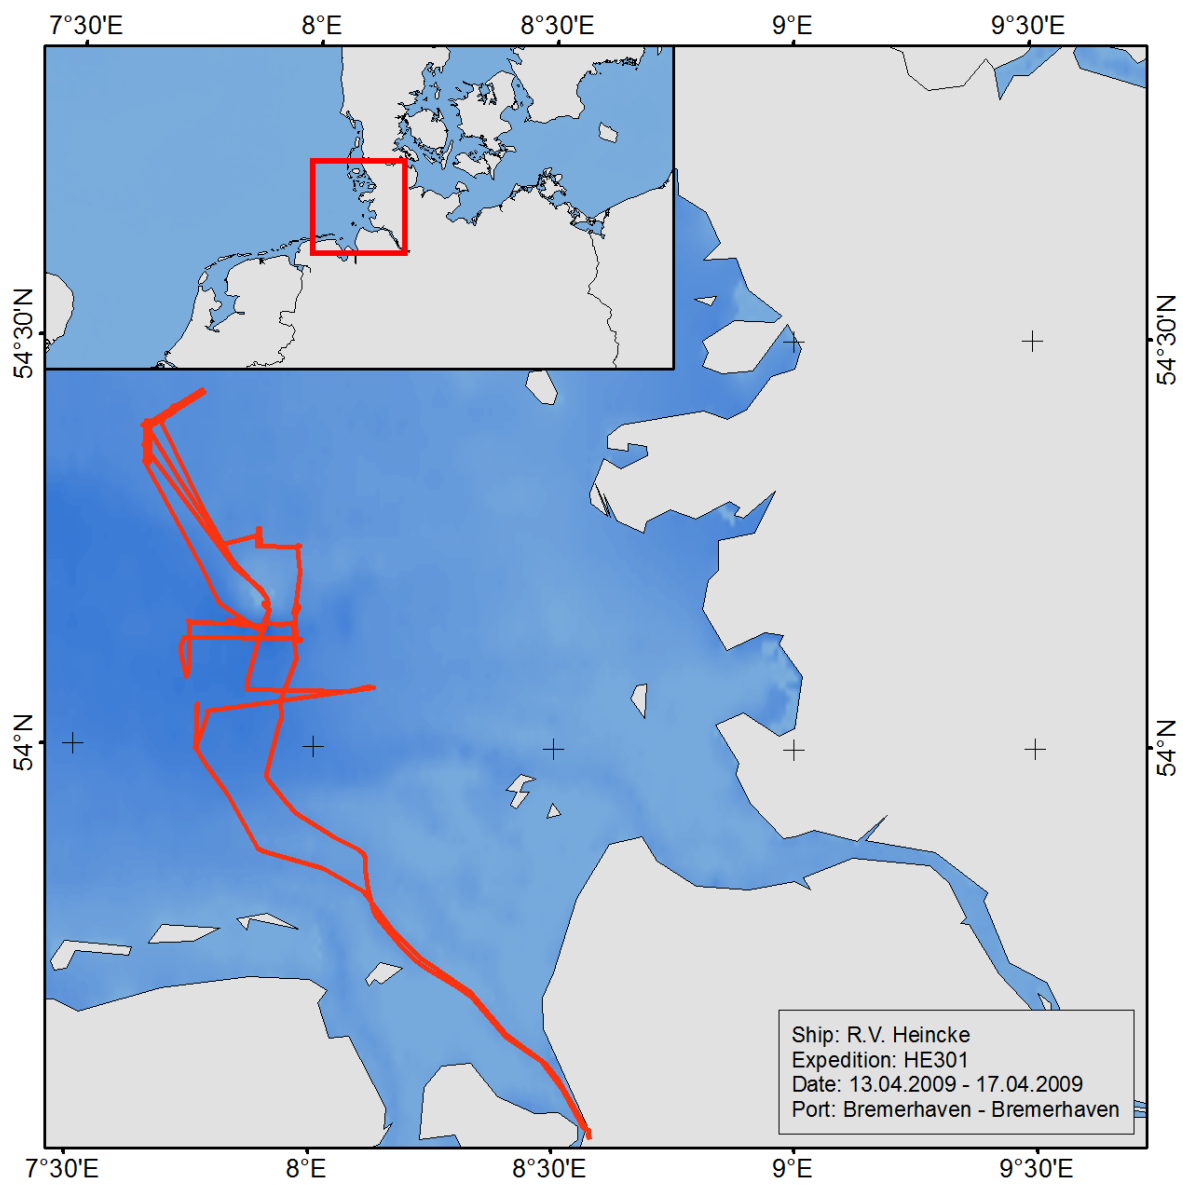 7°30'E 8°E 8°30'E 9°E 9°30'E
54°30'N 54°30'N
54°N 54°N
Ship: R.V. Heincke
Expedition: HE301
Date: 13.04.2009 - 17.04.2009
Port: Bremerhaven - Bremerhaven
7°30'E 8°E 8°30'E 9°E 9°30'E